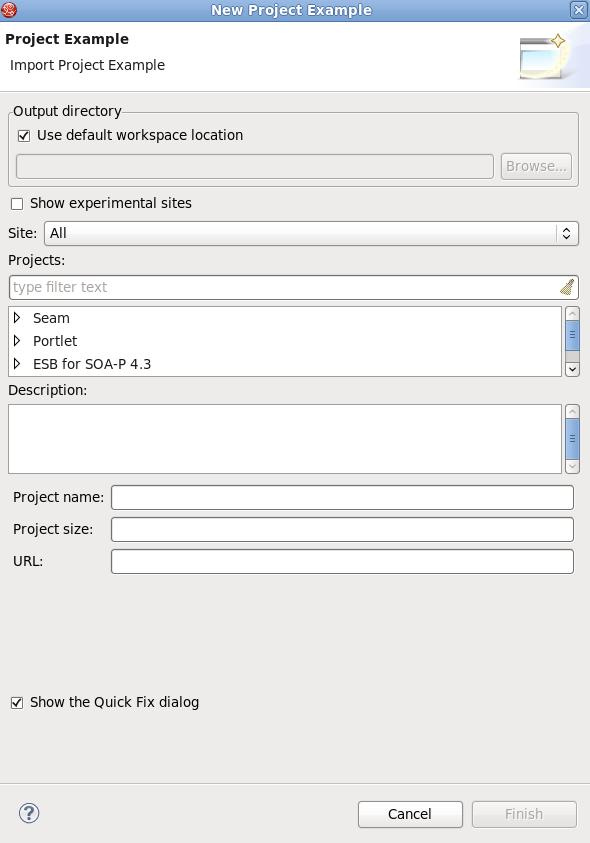 New Project Example
Project Example
Import Project Example
Output directory
Use default workspace location
Browse...
Show experimental sites
Site: All
Projects:
type filter text
Seam
Portlet
ESB for SOA-P 4.3
Description:
Project name:
Project size:
URL:
Show the Quick Fix dialog
? Cancel Finish